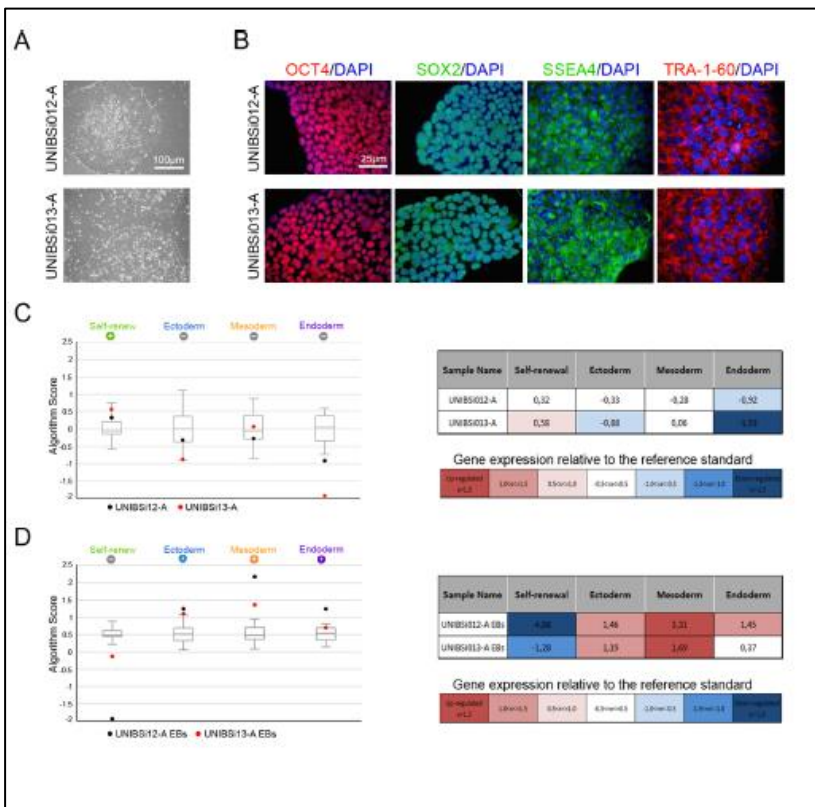 A
B
OCT4/DAPI SOX2/DAPI SSEA4/DAPI TRA-1-60/DAPI
UNIBSi012-A
100µm
UNIBSi012-A
25µm
UNIBSi013-A
UNIBSi013-A
C
Self-renew Ectoderm Mesoderm Endoderm
+ − − −
Algorithm Score
2.5
2
1.5
1
0.5
0
-0.5
-1
-1.5
-2
UNIBSi12-A UNIBSi13-A
Sample Name Self-renewal Ectoderm Mesoderm Endoderm
UNIBSi012-A 0,32 -0,33 -0,28 -0,92
UNIBSi013-A 0,58 -0,88 0,06
Gene expression relative to the reference standard
D
Self-renew Ectoderm Mesoderm Endoderm
− + + +
Algorithm Score
2.5
2
1.5
1
0.5
0
0.5
-1
-1.5
-2
UNIBSi12-A EBs UNIBSi13-A EBs
Sample Name Self-renewal Ectoderm Mesoderm Endoderm
UNIBSi012-A EBs 1,46 1,45
UNIBSi013-A EBs -1,28 1,69 0,37
Gene expression relative to the reference standard